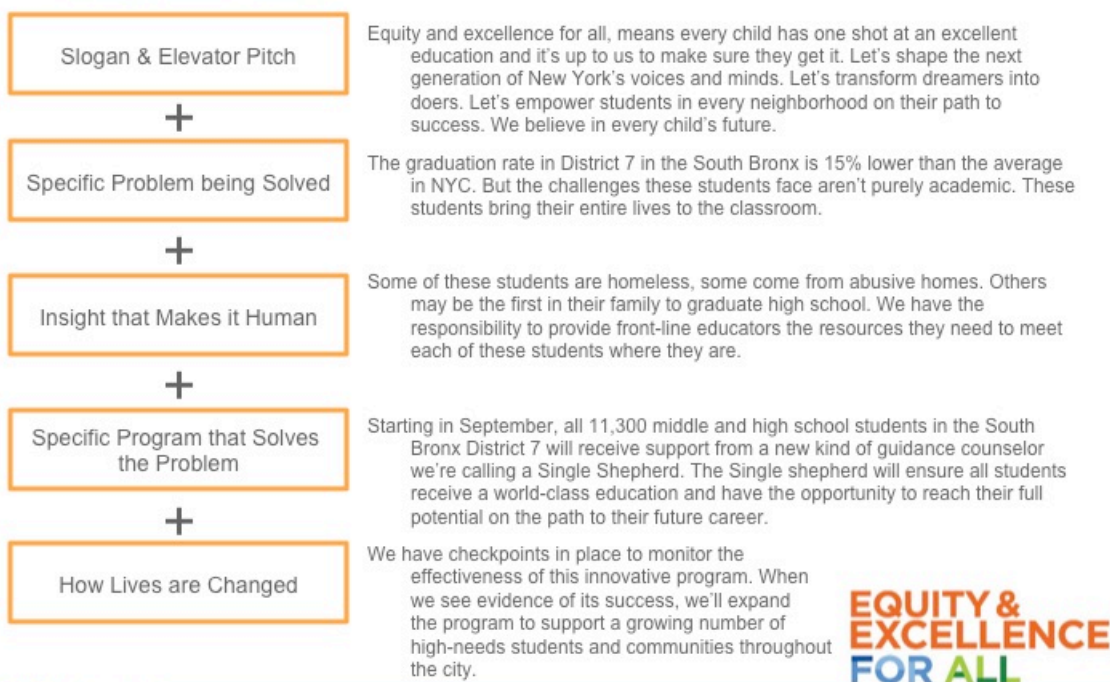 Slogan & Elevator Pitch
Equity and excellence for all, means every child has one shot at an excellent
education and it's up to us to make sure they get it. Let's shape the next
generation of New York's voices and minds. Let's transform dreamers into
doers. Let's empower students in every neighborhood on their path to
success. We believe in every child's future.
+
Specific Problem being Solved
The graduation rate in District 7 in the South Bronx is 15% lower than the average
in NYC. But the challenges these students face aren't purely academic. These
students bring their entire lives to the classroom.
+
Insight that Makes it Human
Some of these students are homeless, some come from abusive homes. Others
may be the first in their family to graduate high school. We have the
responsibility to provide front-line educators the resources they need to meet
each of these students where they are.
+
Specific Program that Solves
the Problem
Starting in September, all 11,300 middle and high school students in the South
Bronx District 7 will receive support from a new kind of guidance counselor
we're calling a Single Shepherd. The Single shepherd will ensure all students
receive a world-class education and have the opportunity to reach their full
potential on the path to their future career.
+
How Lives are Changed
We have checkpoints in place to monitor the
effectiveness of this innovative program. When
we see evidence of its success, we'll expand
the program to support a growing number of
high-needs students and communities throughout
the city.
EQUITY &
EXCELLENCE
FOR ALL